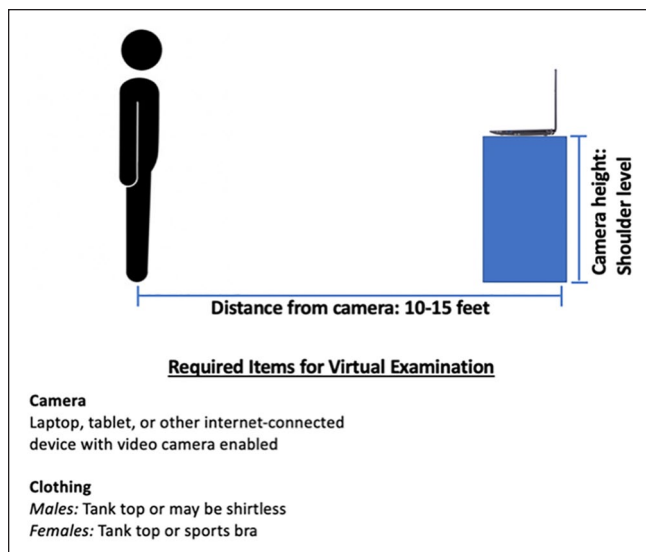 Camera height:
Shoulder level
Distance from camera: 10-15 feet
Required Items for Virtual Examination
Camera
Laptop, tablet, or other internet-connected
device with video camera enabled
Clothing
Males: Tank top or may be shirtless
Females: Tank top or sports bra